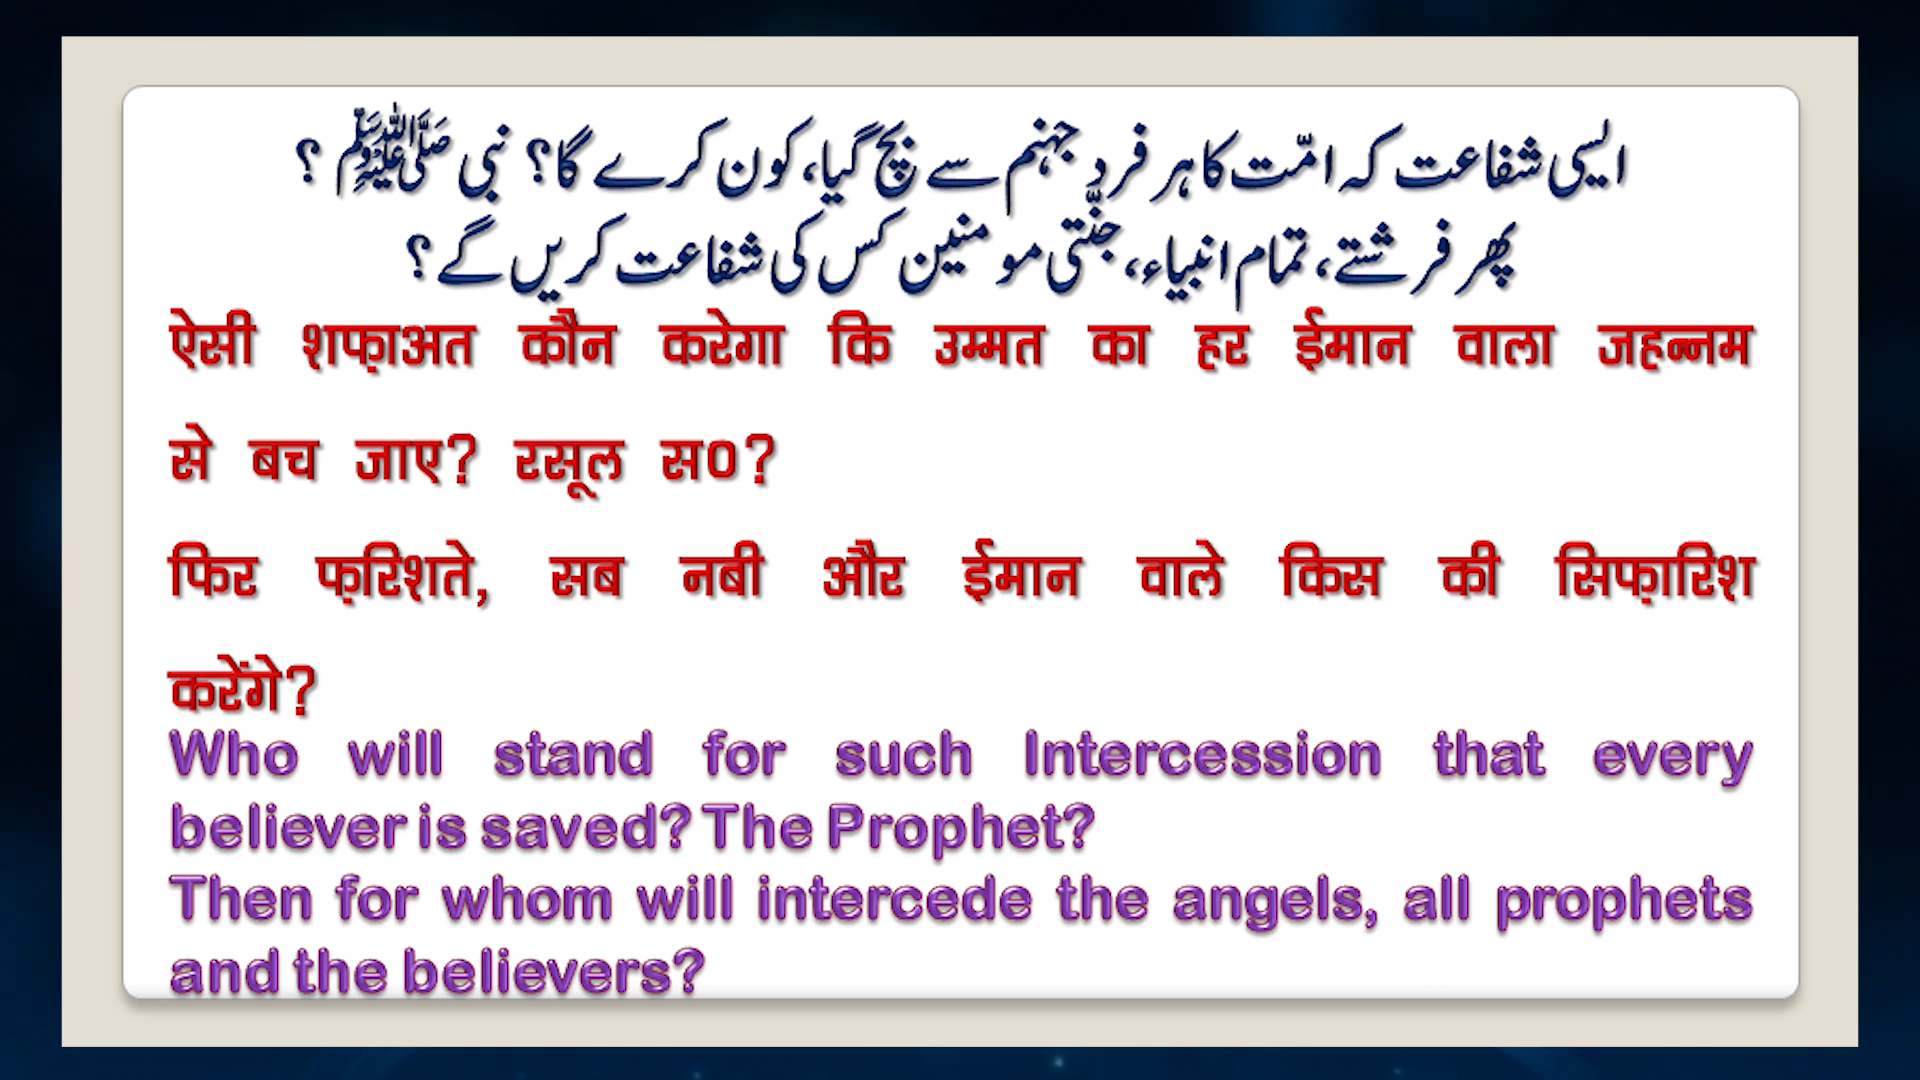 ایسی شفاعت کہ امّت کا ہر فرد جہنم سے بچ گیا، کون کرے گا؟ نبی ﷺ ؟
پھر فرشتے، تمام انبیاء، جنّتی مومنین کس کی شفاعت کریں گے؟
ऐसी शफ़ाअत कौन करेगा कि उम्मत का हर ईमान वाला जहन्नम
से बच जाए? रसूल स०?
फिर फ़रिश्ते, सब नबी और ईमान वाले किस की सिफ़ारिश
करेंगे?
Who will stand for such Intercession that every
believer is saved? The Prophet?
Then for whom will intercede the angels, all prophets
and the believers?